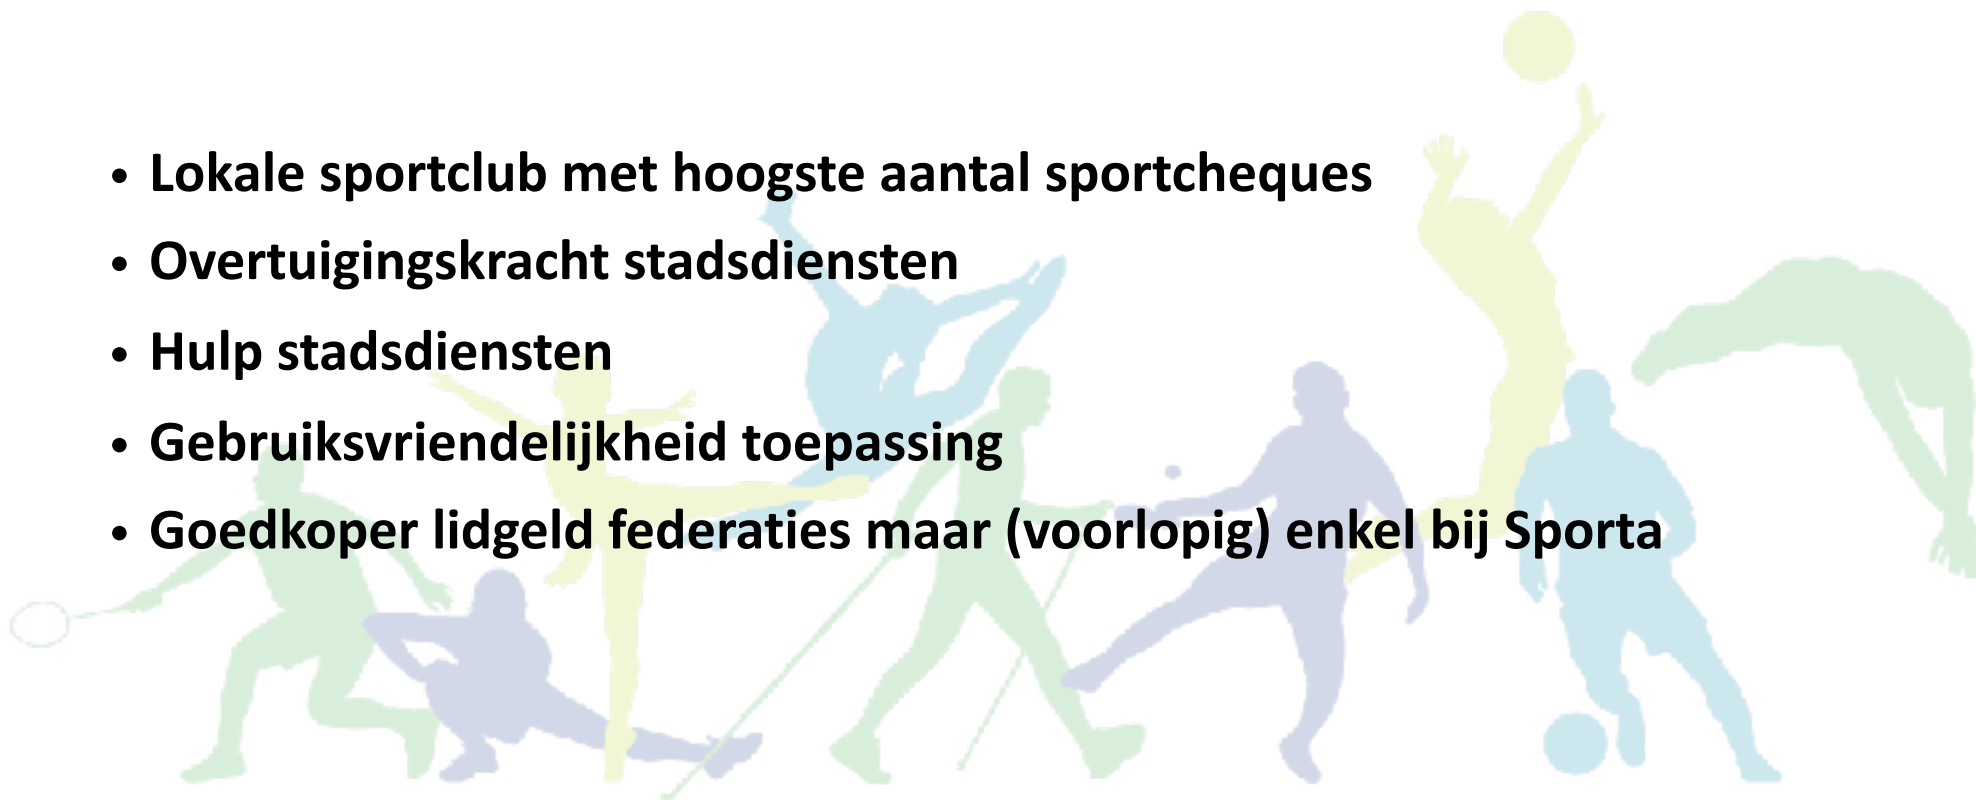 • Lokale sportclub met hoogste aantal sportcheques
• Overtuigingskracht stadsdiensten
• Hulp stadsdiensten
• Gebruiksvriendelijkheid toepassing
• Goedkoper lidgeld federaties maar (voorlopig) enkel bij Sporta